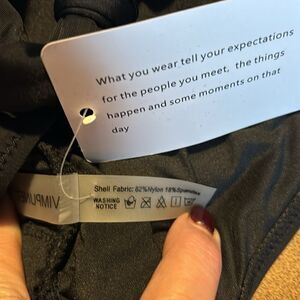 What you wear tell your expectations
for the people you meet, the things
happen and some moments on that
day
Shell Fabric: 82%Nylon 18%Spandex
WASHING
NOTICE